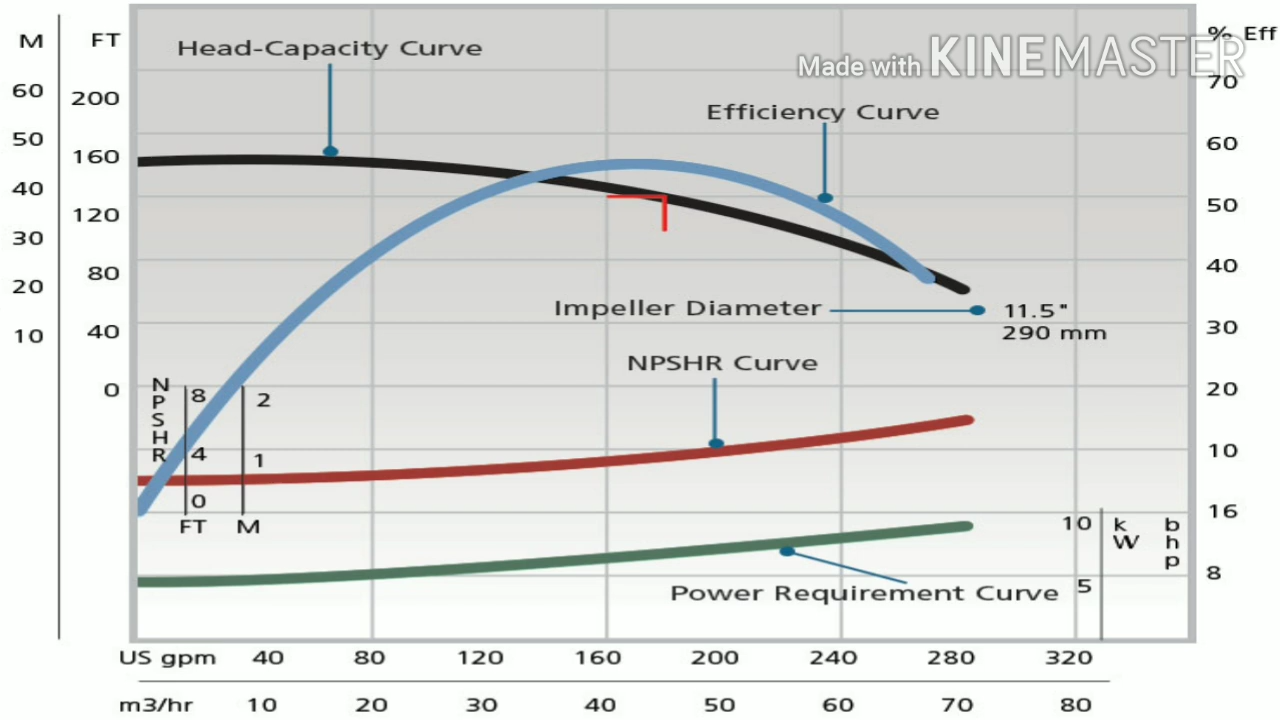 M
FT
60
50
40
30
20
10
200
160
120
80
40
0
Head-Capacity Curve
Efficiency Curve
Made with KINEMASTER
% Eff
70
60
50
40
30
20
10
16
8
Impeller Diameter
11.5"
290 mm
NPSHR Curve
NPSHR
8
4
0
FT
2
1
M
Power Requirement Curve
10
5
kW
bhp
US gpm 40 80 120 160 200 240 280 320
m3/hr 10 20 30 40 50 60 70 80